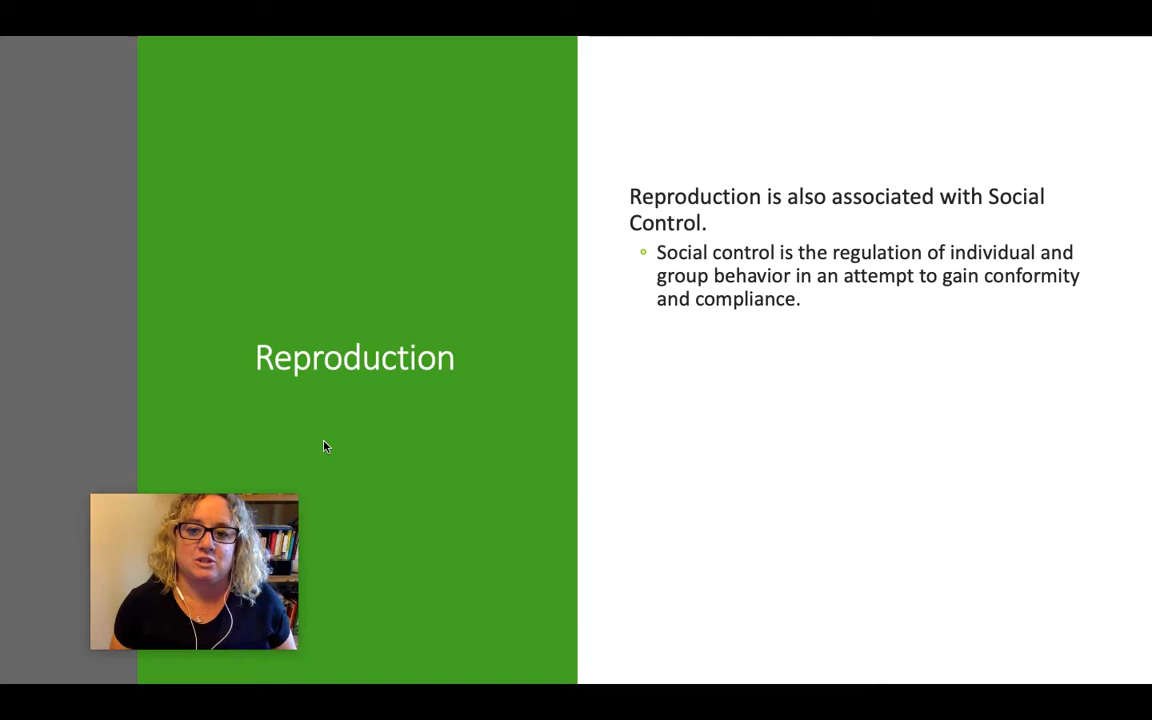 Reproduction
Reproduction is also associated with Social
Control.
Social control is the regulation of individual and
group behavior in an attempt to gain conformity
and compliance.